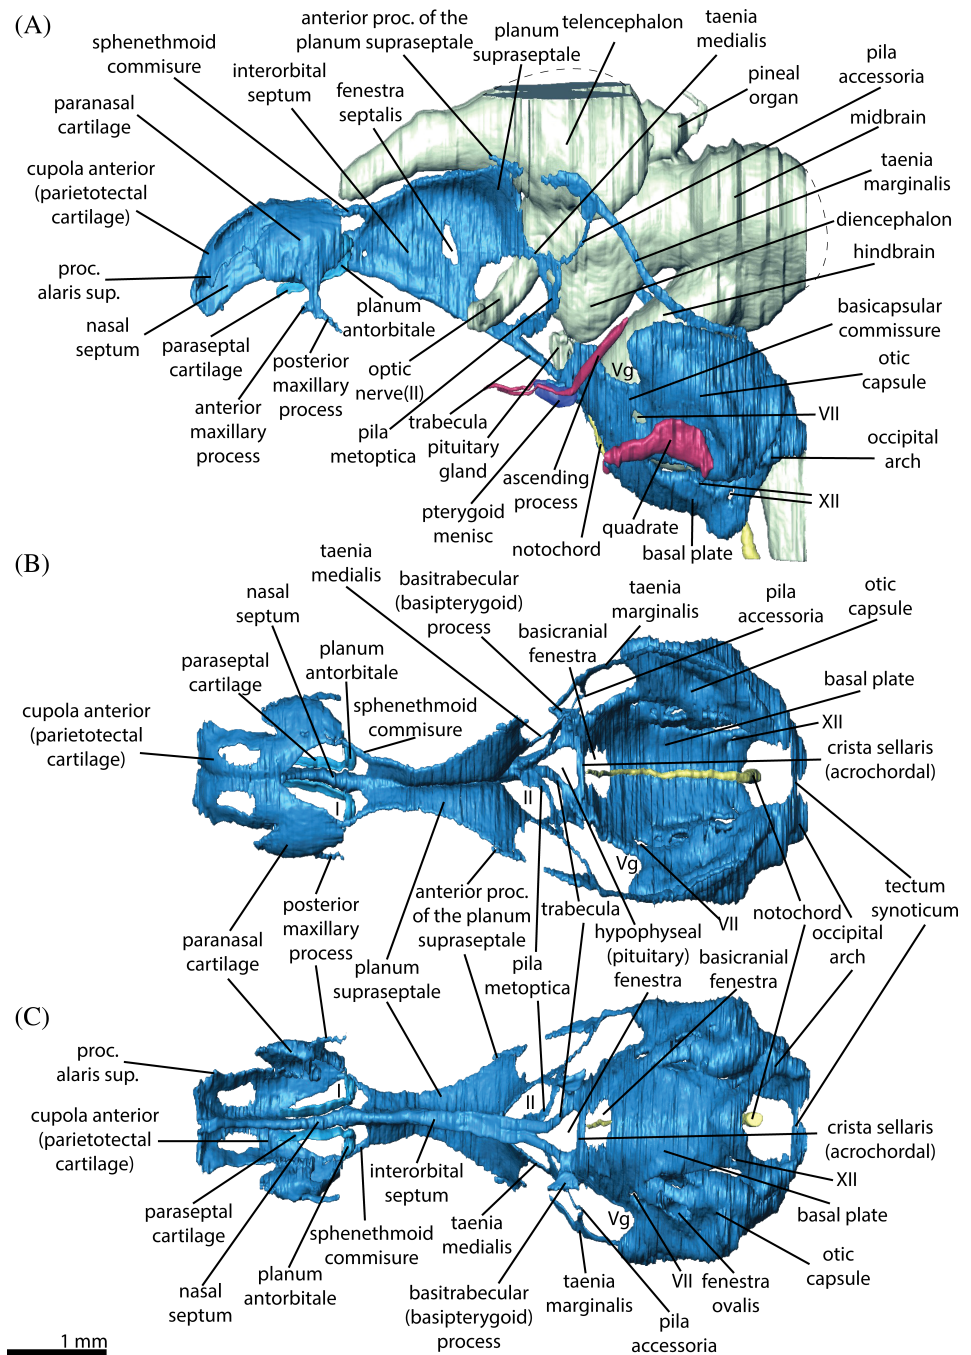 (A)
sphenethmoid
commisure
anterior proc. of the
planum supraseptale
planum
supraseptale
telencephalon
taenia
medialis
pila
accessoria
interorbital
septum
fenestra
septalis
pineal
organ
midbrain
paranasal
cartilage
cupola anterior
(parietotectal
cartilage)
taenia
marginalis
diencephalon
hindbrain
proc.
alaris sup.
nasal
septum
paraseptal
cartilage
anterior
maxillary
process
posterior
maxillary
process
planum
antorbitale
optic
nerve(II)
pila
metoptica
trabecula
pituitary
gland
pterygoid
menisc
ascending
process
notochord
quadrate
basal plate
Vg
basicapsular
commissure
otic
capsule
VII
occipital
arch
XII
(B)
taenia
medialis
basitrabecular
(basipterygoid)
process
taenia
marginalis
pila
accessoria
otic
capsule
nasal
septum
planum
antorbitale
basicranial
fenestra
paraseptal
cartilage
sphenethmoid
commisure
basal plate
XII
cupola anterior
(parietotectal
cartilage)
crista sellaris
(acrochordal)
I
II
Vg
paranasal
cartilage
posterior
maxillary
process
planum
supraseptale
anterior proc.
of the planum
supraseptale
pila
metoptica
trabecula
hypophyseal
(pituitary)
fenestra
VII
basicranial
fenestra
notochord
occipital
arch
tectum
synoticum
(C)
proc.
alaris sup.
I
II
cupola anterior
(parietotectal
cartilage)
crista sellaris
(acrochordal)
XII
paraseptal
cartilage
interorbital
septum
basal plate
nasal
septum
planum
antorbitale
sphenethmoid
commisure
taenia
medialis
basitrabecular
(basipterygoid)
process
Vg
taenia
marginalis
pila
accessoria
VII
fenestra
ovalis
otic
capsule
1 mm